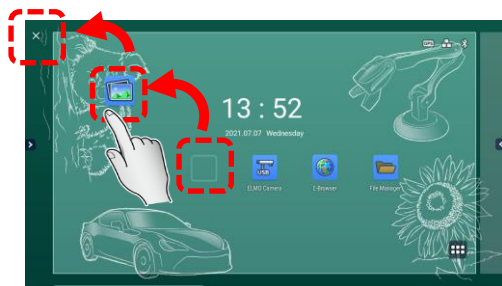 13 : 52
2021.07.07 Wednesday
USB
ELMO Camera
E-Browser
File Manager